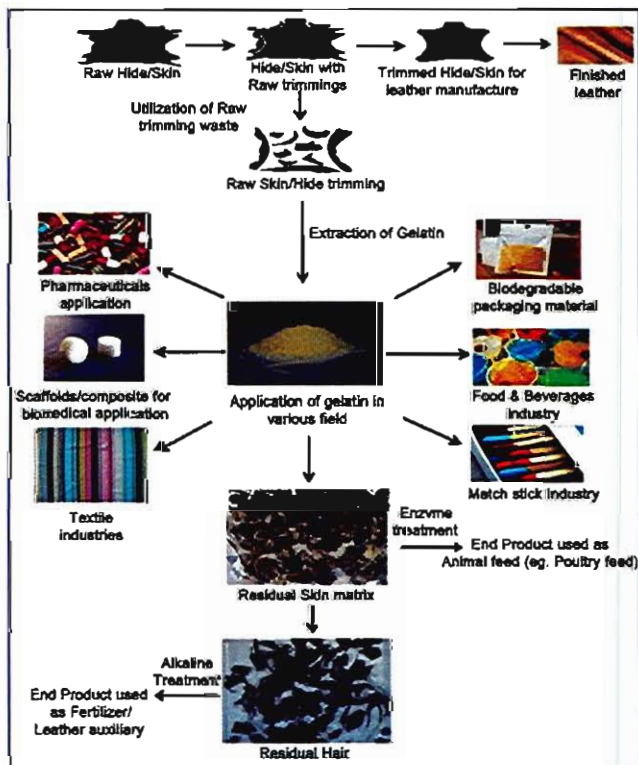 Raw Hide/Skin
Hide/Skin with
Raw trimmings
Trimmed Hide/Skin for
leather manufacture
Finished
leather
Utilization of Raw
trimming waste
Raw Skin/Hide trimming
Extraction of Gelatin
Pharmaceuticals
application
Biodegradable
packaging material
Scaffolds/composite for
biomedical application
Application of gelatin in
various field
Food & Beverages
industry
Textile
industries
Match stick industry
Enzyme
treatment
End Product used as
Animal feed (eg. Poultry feed)
Residual Skin matrix
Alkaline
Treatment
End Product used
as Fertilizer/
Leather auxiliary
Residual Hair